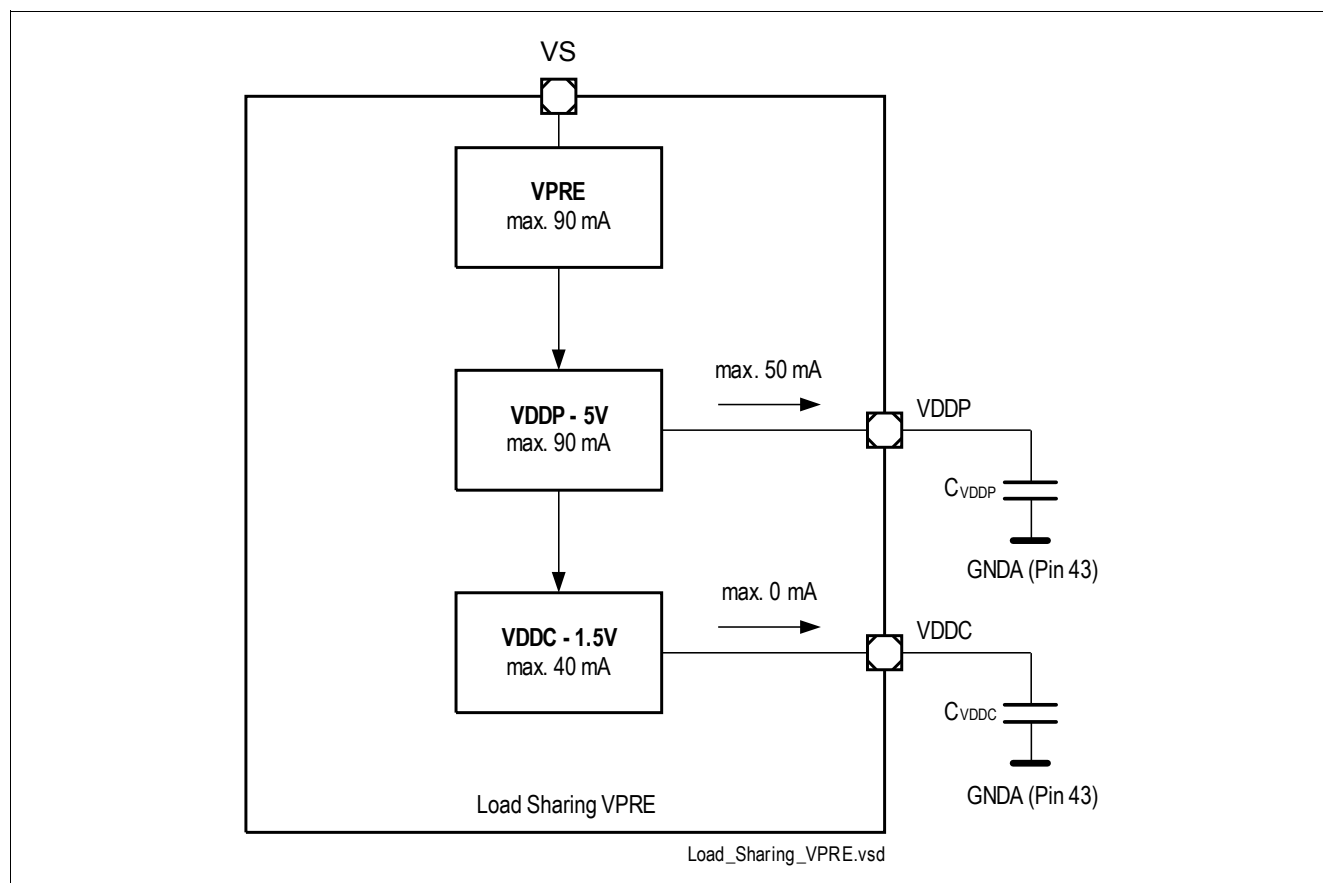 VS
VPRE
max. 90 mA
max. 50 mA
VDDP
VDDP - 5V
max. 90 mA
CVDDP
GNDA (Pin 43)
max. 0 mA
VDDC
VDDC - 1.5V
max. 40 mA
CVDDC
GNDA (Pin 43)
Load Sharing VPRE
Load_Sharing_VPRE.vsd